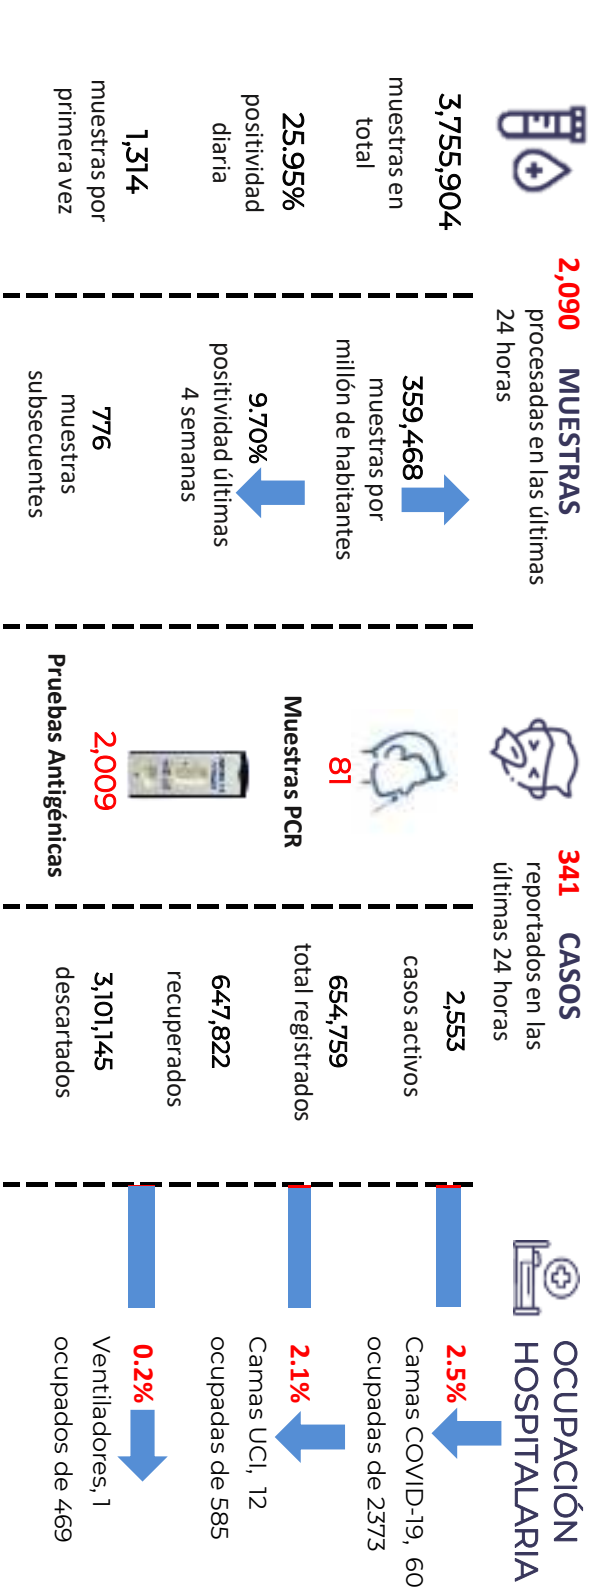 2,090 MUESTRAS
procesadas en las últimas
24 horas
3,755,904
muestras en
total
25.95%
positividad
diaria
1,314
muestras por
primera vez
359,468
muestras por
millón de habitantes
9.70%
positividad últimas
4 semanas
776
muestras
subsecuentes
341 CASOS
reportados en las
últimas 24 horas
81
Muestras PCR
2,009
Pruebas Antigénicas
2,553
casos activos
654,759
total registrados
647,822
recuperados
3,101,145
descartados
OCUPACIÓN
HOSPITALARIA
2.5%
Camas COVID-19, 60
ocupadas de 2373
2.1%
Camas UCI, 12
ocupadas de 585
0.2%
Ventiladores, 1
ocupados de 469